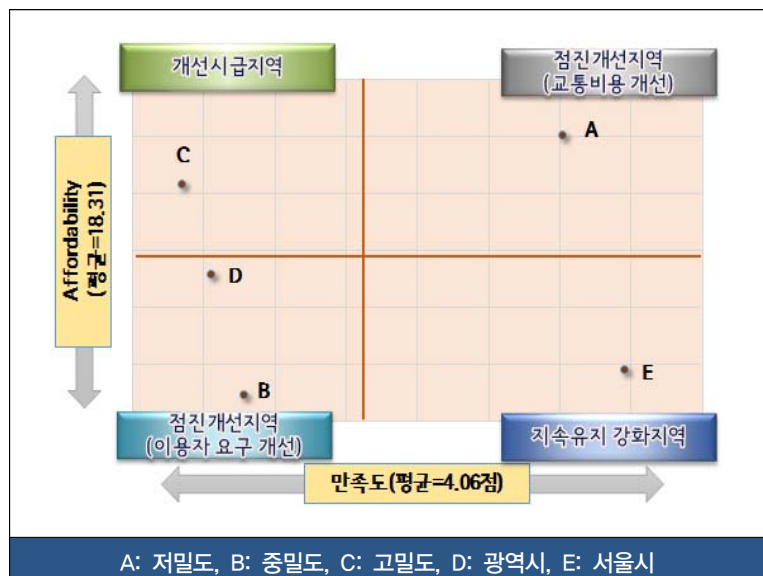 개선시급지역
점진개선지역
(교통비용 개선)
A
C
Affordability
(평균=18.31)
D
E
B
점진개선지역
(이용자 요구 개선)
지속유지 강화지역
만족도(평균=4.06점)
A: 저밀도, B: 중밀도, C: 고밀도, D: 광역시, E: 서울시